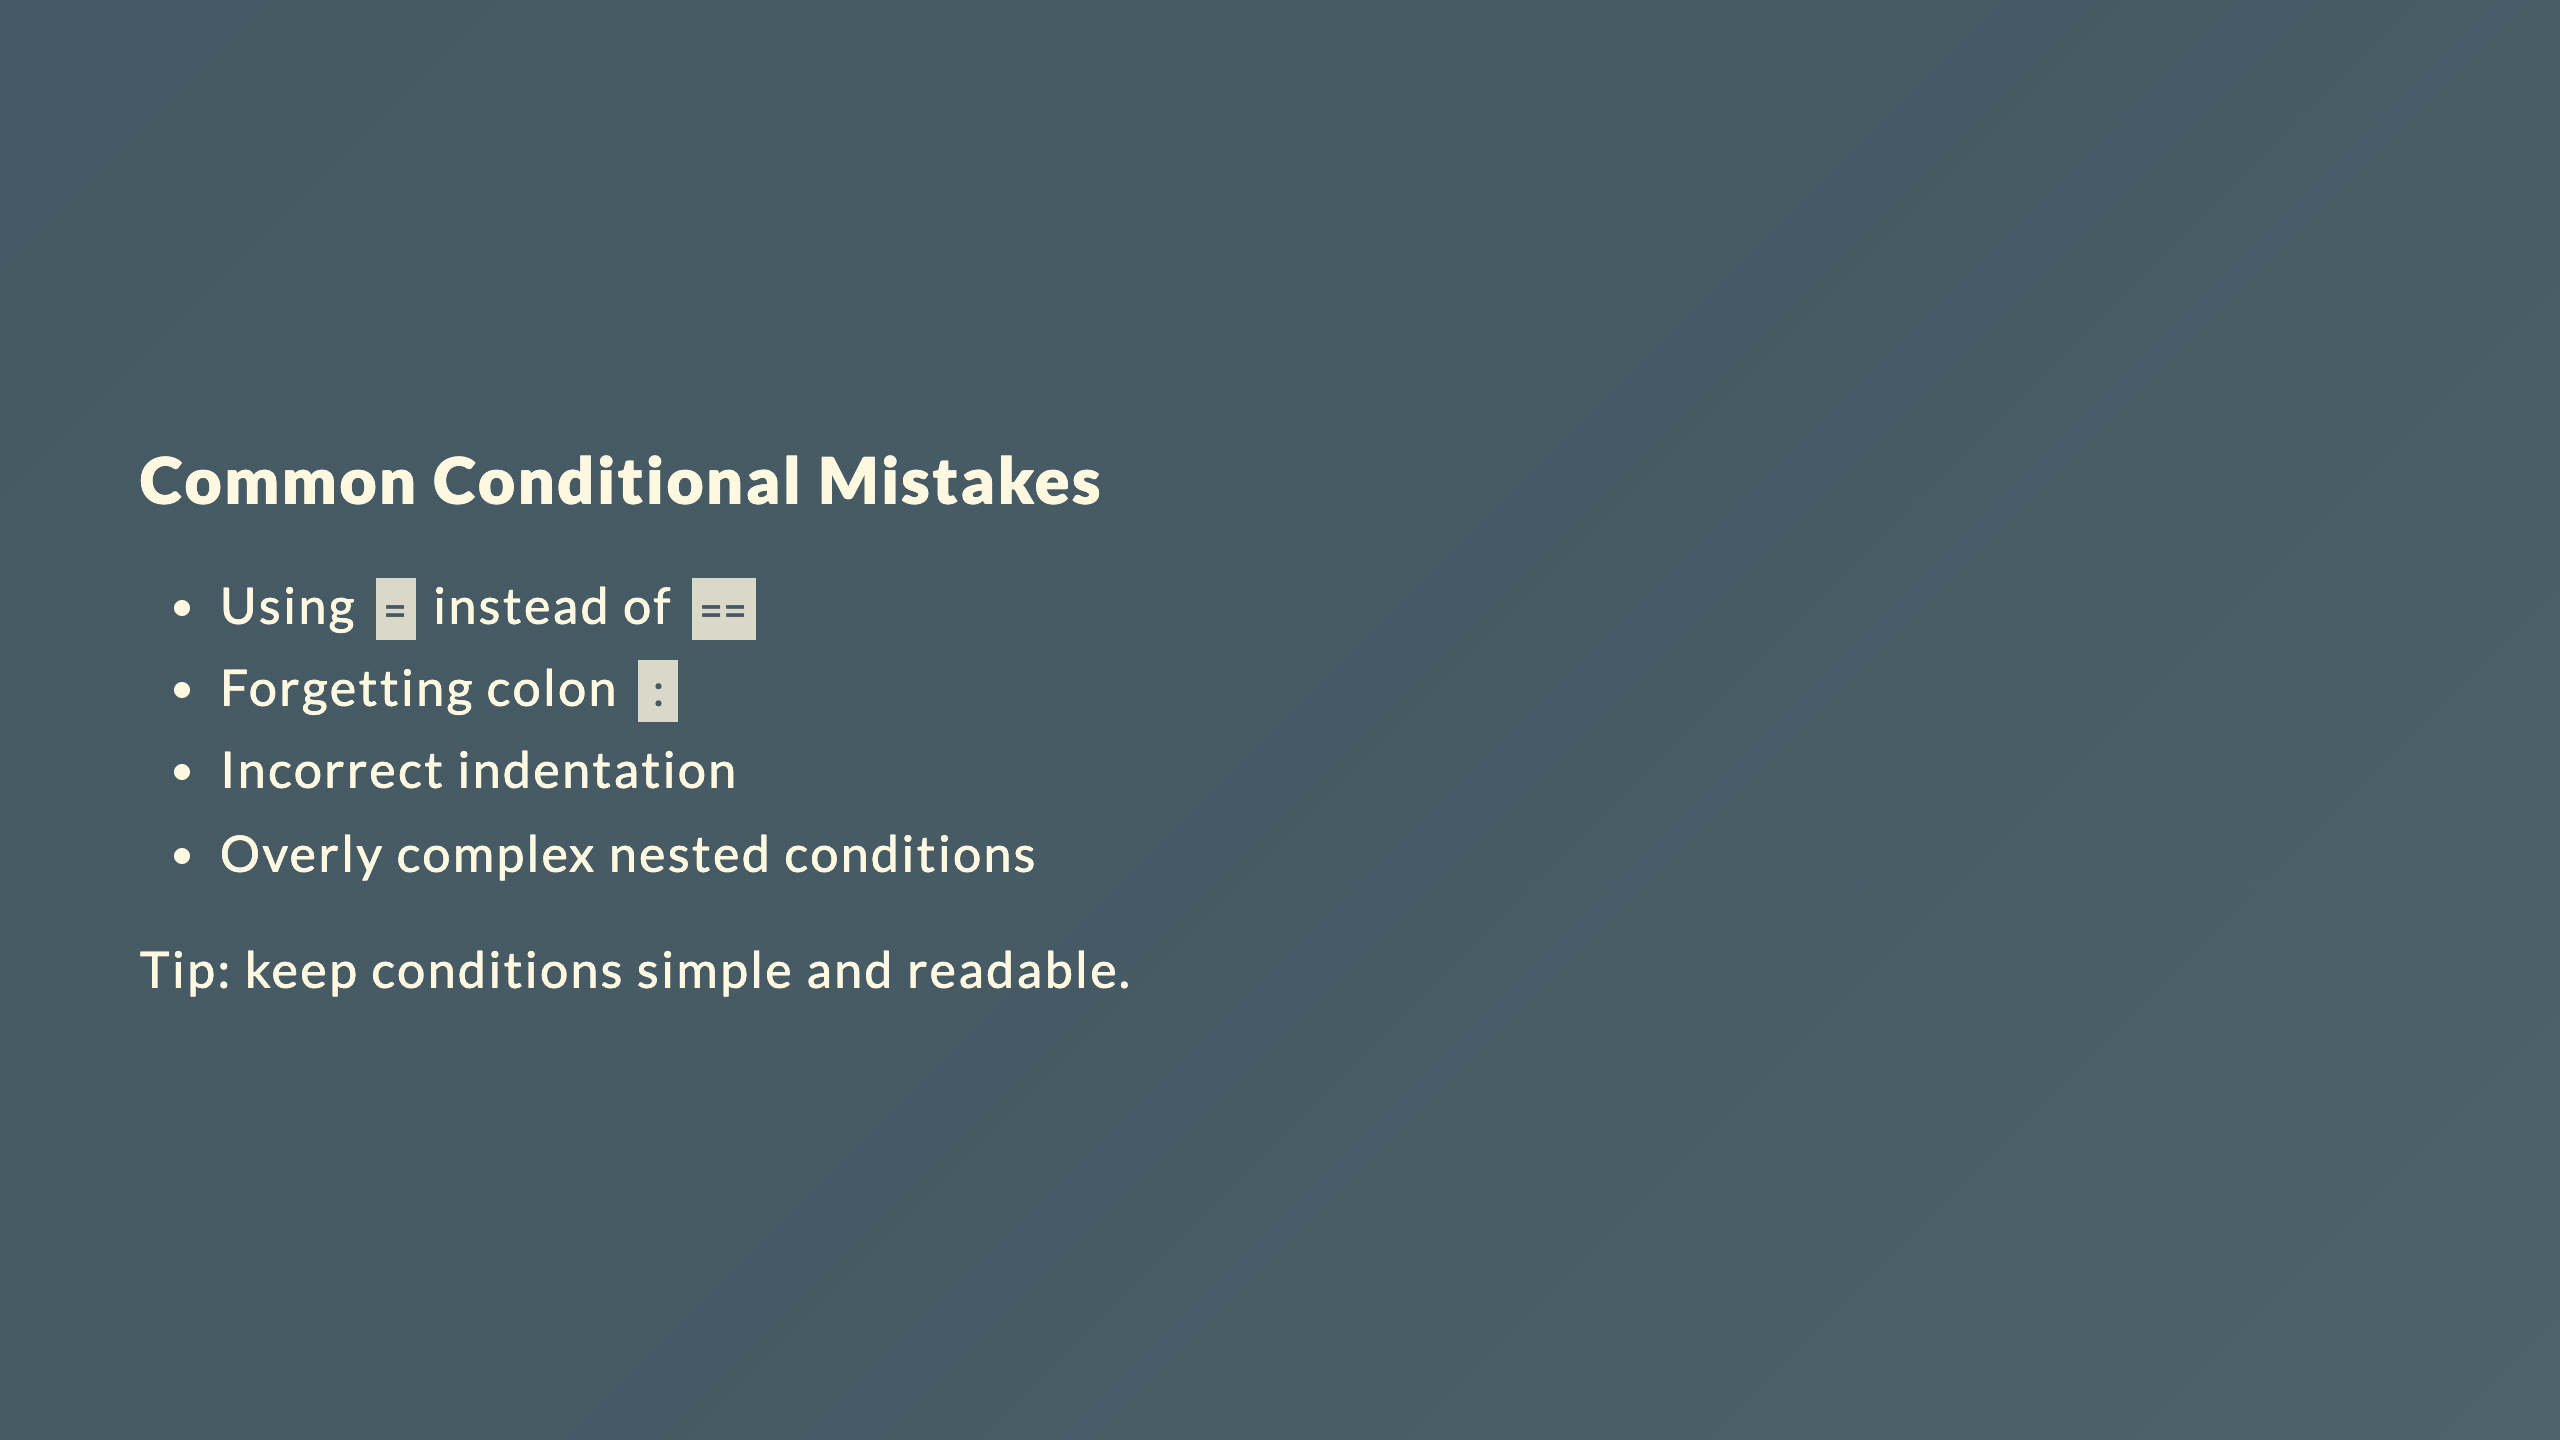 Common Conditional Mistakes
• Using = instead of ==
• Forgetting colon :
• Incorrect indentation
• Overly complex nested conditions
Tip: keep conditions simple and readable.